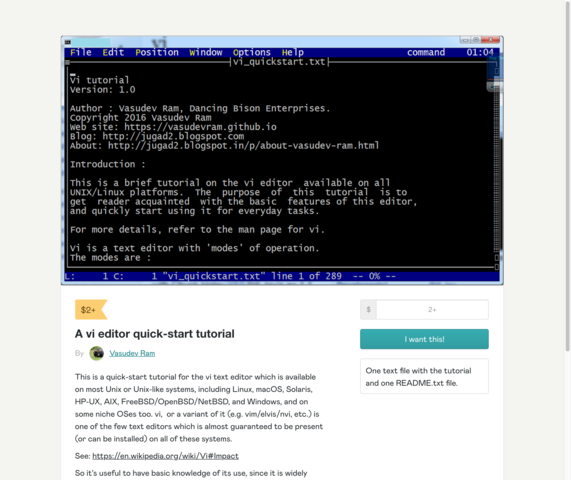 File Edit Position Window Options Help command 01:04
vi_quickstart.txt
Vi tutorial
Version: 1.0
Author : Vasudev Ram, Dancing Bison Enterprises.
Copyright 2016 Vasudev Ram
Web site: https://vasudevram.github.io
Blog: http://jugad2.blogspot.com
About: http://jugad2.blogspot.in/p/about-vasudev-ram.html
Introduction :
This is a brief tutorial on the vi editor available on all
UNIX/Linux platforms. The purpose of this tutorial is to
get reader acquainted with the basic features of this editor,
and quickly start using it for everyday tasks.
For more details, refer to the man page for vi.
Vi is a text editor with 'modes' of operation.
The modes are :
L: 1 C: 1 "vi_quickstart.txt" line 1 of 289 -- 0% --
$2+
A vi editor quick-start tutorial
By Vasudev Ram
This is a quick-start tutorial for the vi text editor which is available
on most Unix or Unix-like systems, including Linux, macOS, Solaris,
HP-UX, AIX, FreeBSD/OpenBSD/NetBSD, and Windows, and on
some niche OSes too. vi, or a variant of it (e.g. vim/elvis/nvi, etc.) is
one of the few text editors which is almost guaranteed to be present
(or can be installed) on all of these systems.
See: https://en.wikipedia.org/wiki/Vi#Impact
So it's useful to have basic knowledge of its use, since it is widely
$ 2+
I want this!
One text file with the tutorial
and one README.txt file.